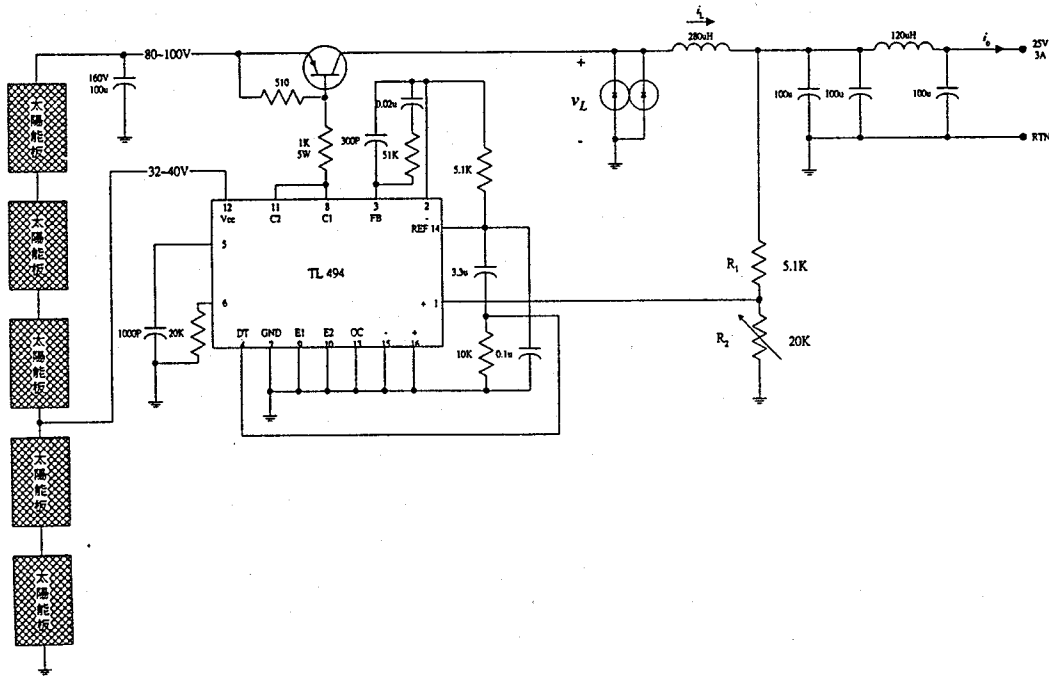 80~100V
160V
100u
510
1K
5W
300P
0.02u
51K
5.1K
32~40V
12
Vcc
11
C2
8
C1
3
FB
2
-
REF 14
TL 494
5
6
+ 1
DT
4
GND
E1
9
E2
10
OC
13
-
15
+
16
1000P
20K
3.3u
10K
0.1u
+
v_L
-
i_L
280uH
100u
100u
120uH
100u
i_o
25V
3A
RTN
R₁
5.1K
R₂
20K
太陽能板
太陽能板
太陽能板
太陽能板
太陽能板